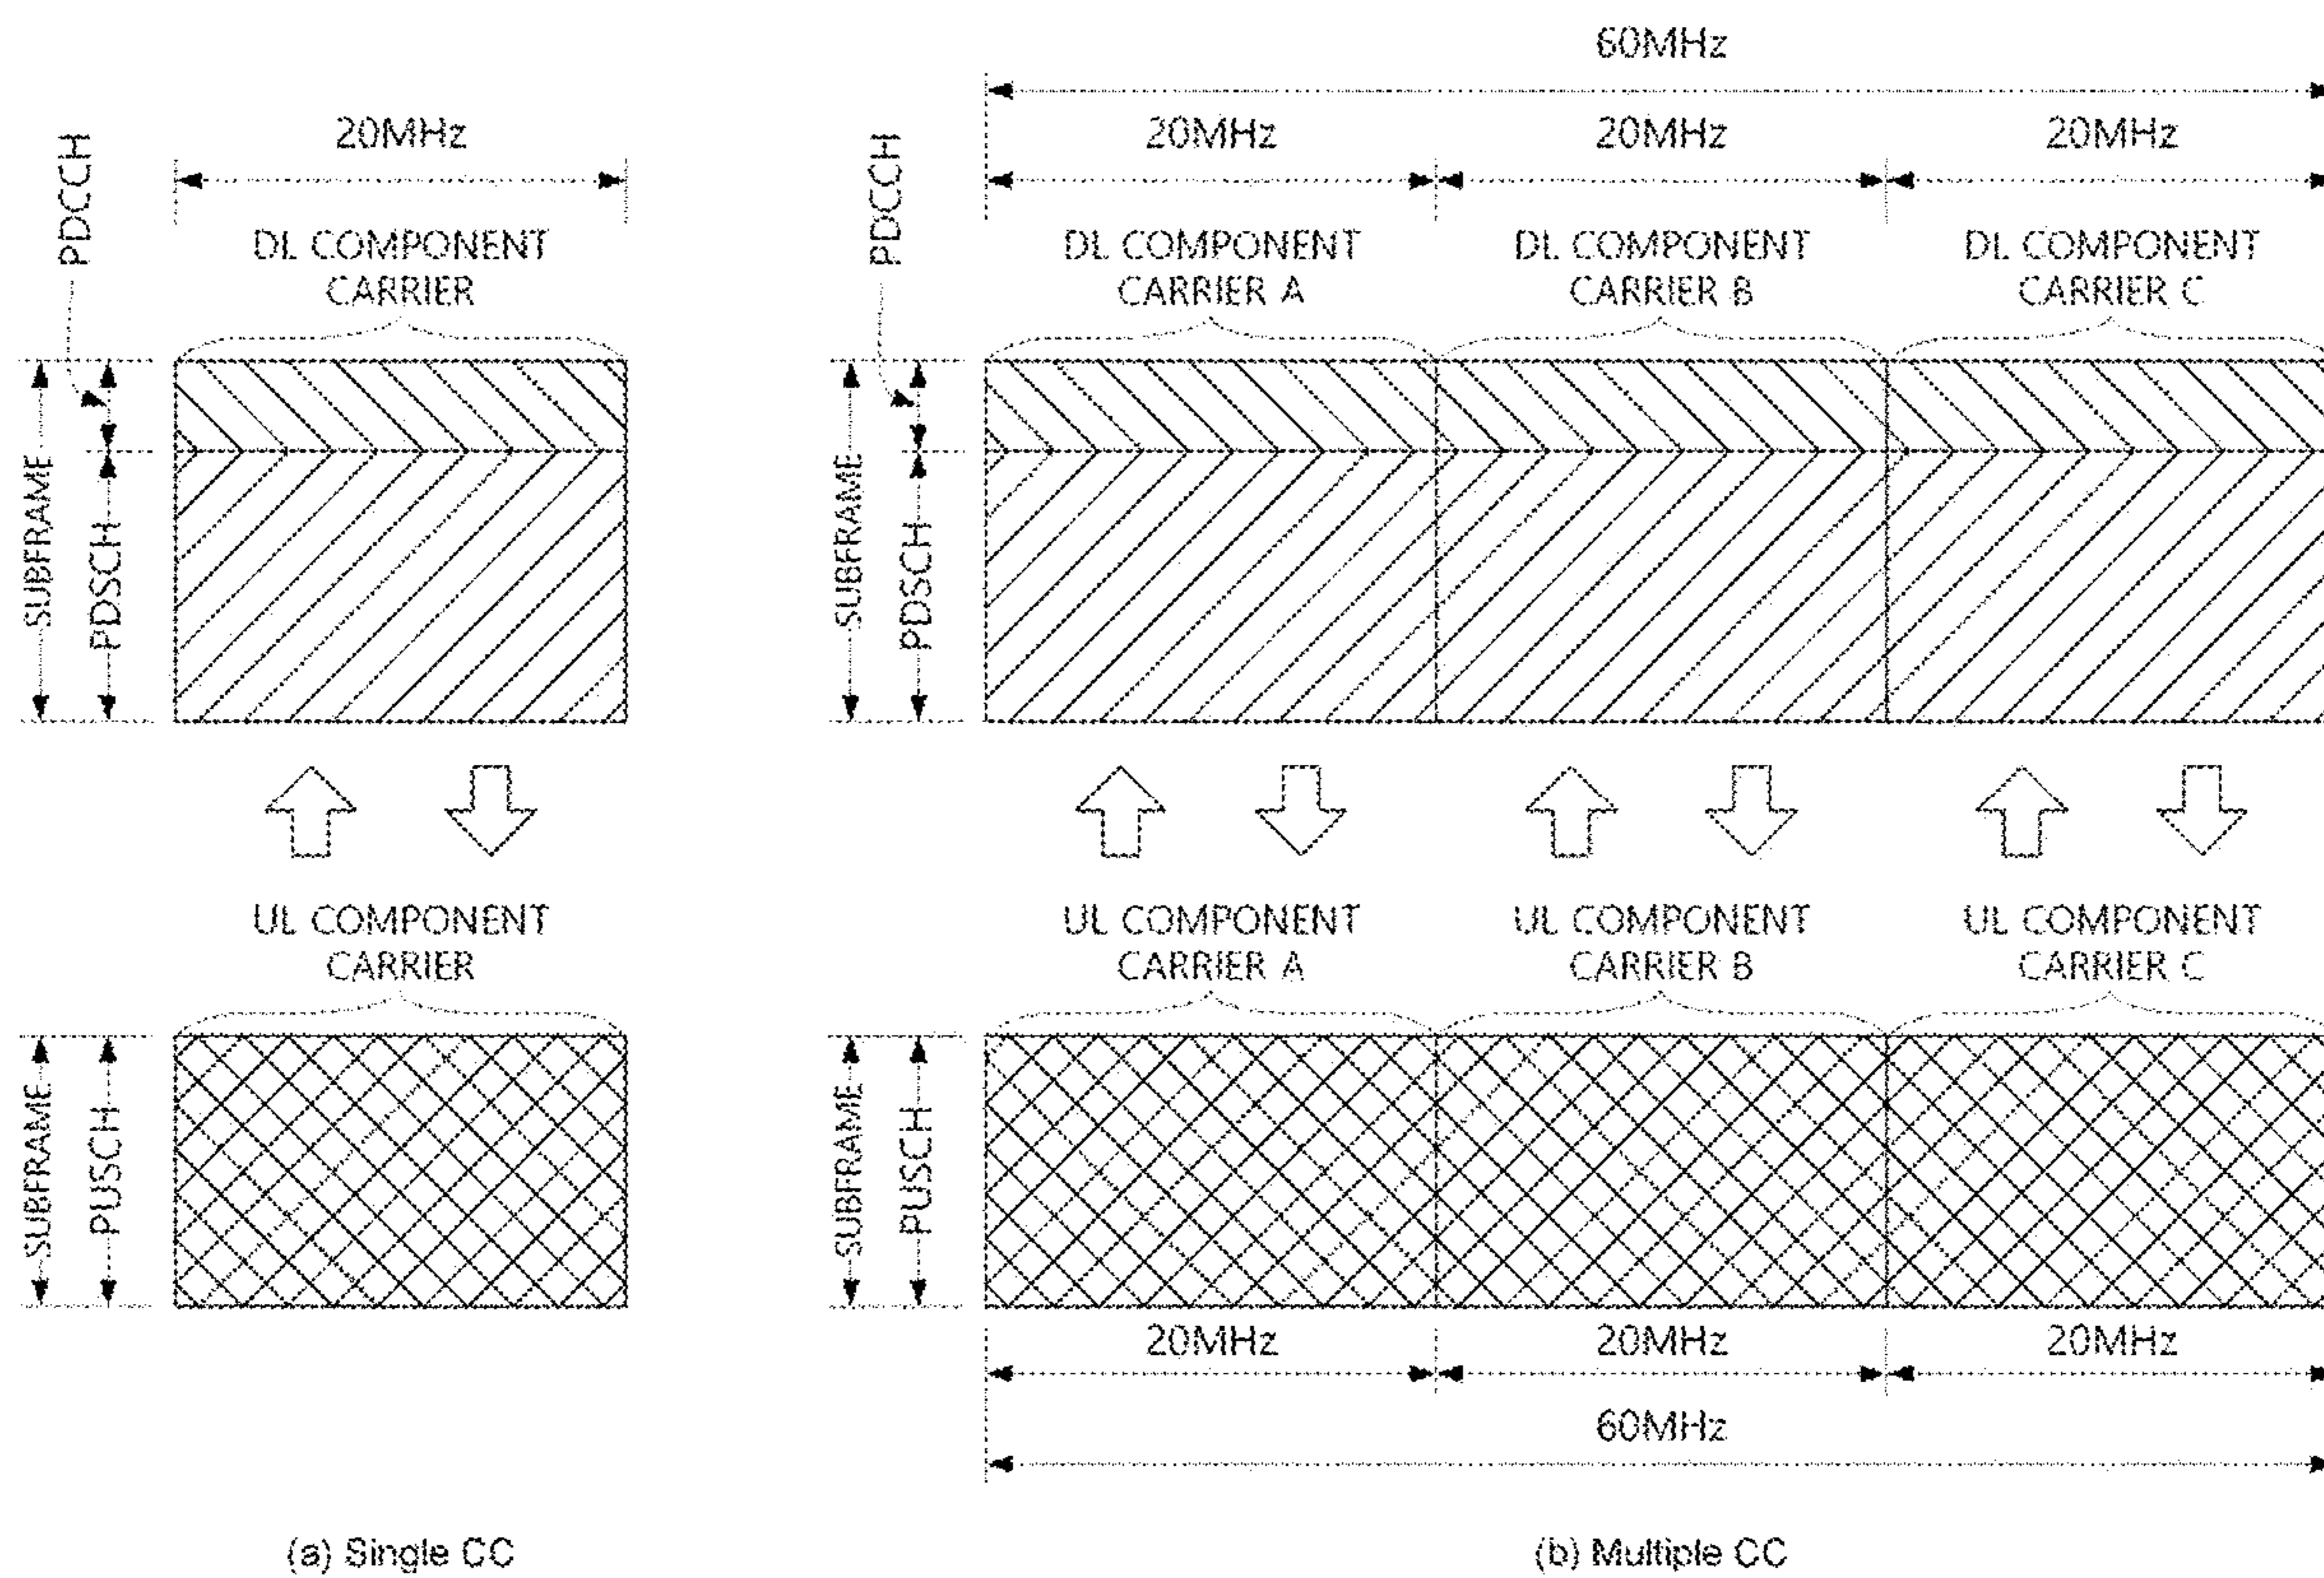 60MHz
20MHz
20MHz
20MHz
20MHz
PDCCH
PDCCH
DL COMPONENT
CARRIER
DL COMPONENT
CARRIER A
DL COMPONENT
CARRIER B
DL COMPONENT
CARRIER C
SUBFRAME
PDSCH
SUBFRAME
PDSCH
UL COMPONENT
CARRIER
UL COMPONENT
CARRIER A
UL COMPONENT
CARRIER B
UL COMPONENT
CARRIER C
SUBFRAME
PUSCH
SUBFRAME
PUSCH
20MHz
20MHz
20MHz
60MHz
(a) Single CC
(b) Multiple CC